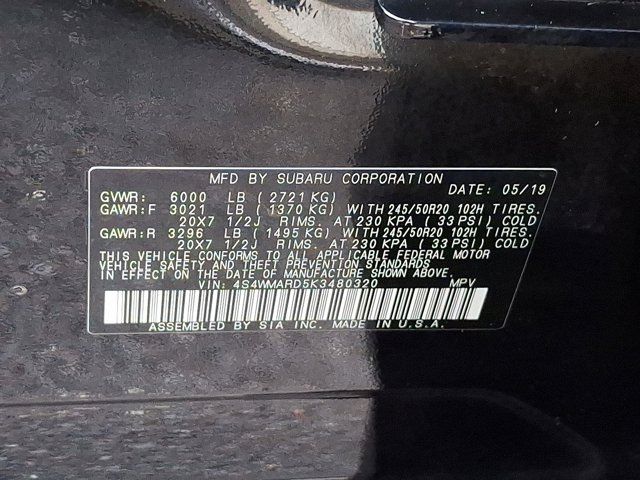 MFD BY SUBARU CORPORATION
GVWR: 6000 LB ( 2721 KG) DATE: 05/19
GAWR:F 3021 LB ( 1370 KG) WITH 245/50R20 102H TIRES.
20X7 1/2J RIMS. AT 230 KPA ( 33 PSI) COLD
GAWR:R 3296 LB ( 1495 KG) WITH 245/50R20 102H TIRES.
20X7 1/2J RIMS. AT 230 KPA ( 33 PSI) COLD
THIS VEHICLE CONFORMS TO ALL APPLICABLE FEDERAL MOTOR
VEHICLE SAFETY AND THEFT PREVENTION STANDARDS
IN EFFECT ON THE DATE OF MANUFACTURE SHOWN ABOVE.
VIN: 4S4WMARD5K3480320 MPV
ASSEMBLED BY SIA INC. MADE IN U.S.A.